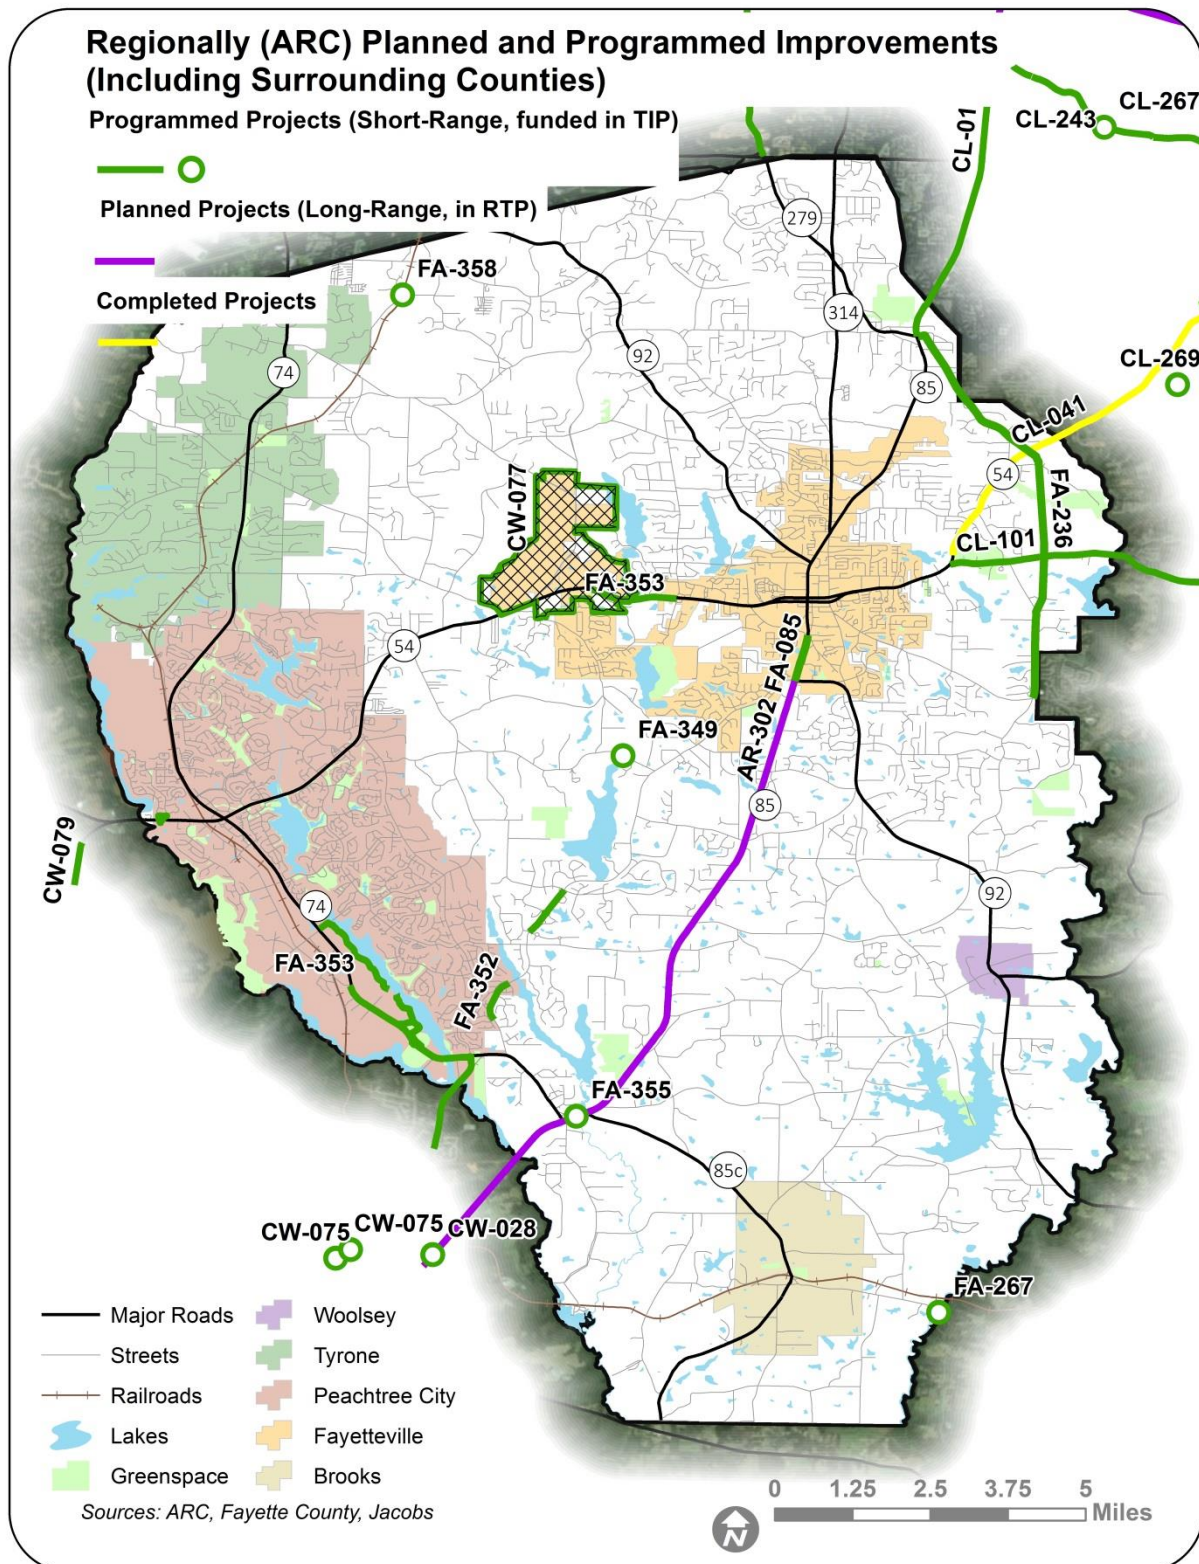 Regionally (ARC) Planned and Programmed Improvements
(Including Surrounding Counties)
Programmed Projects (Short-Range, funded in TIP)
Planned Projects (Long-Range, in RTP)
Completed Projects
CL-01
CL-243
CL-267
279
FA-358
314
92
74
85
CL-269
CL-041
54
FA-236
CW-077
CL-101
FA-353
54
FA-085
AR-302
FA-349
85
CW-079
92
74
FA-353
FA-352
FA-355
85c
CW-075
CW-075
CW-028
FA-267
Major Roads
Streets
Railroads
Lakes
Greenspace
Woolsey
Tyrone
Peachtree City
Fayetteville
Brooks
Sources: ARC, Fayette County, Jacobs
N
0 1.25 2.5 3.75 5
Miles